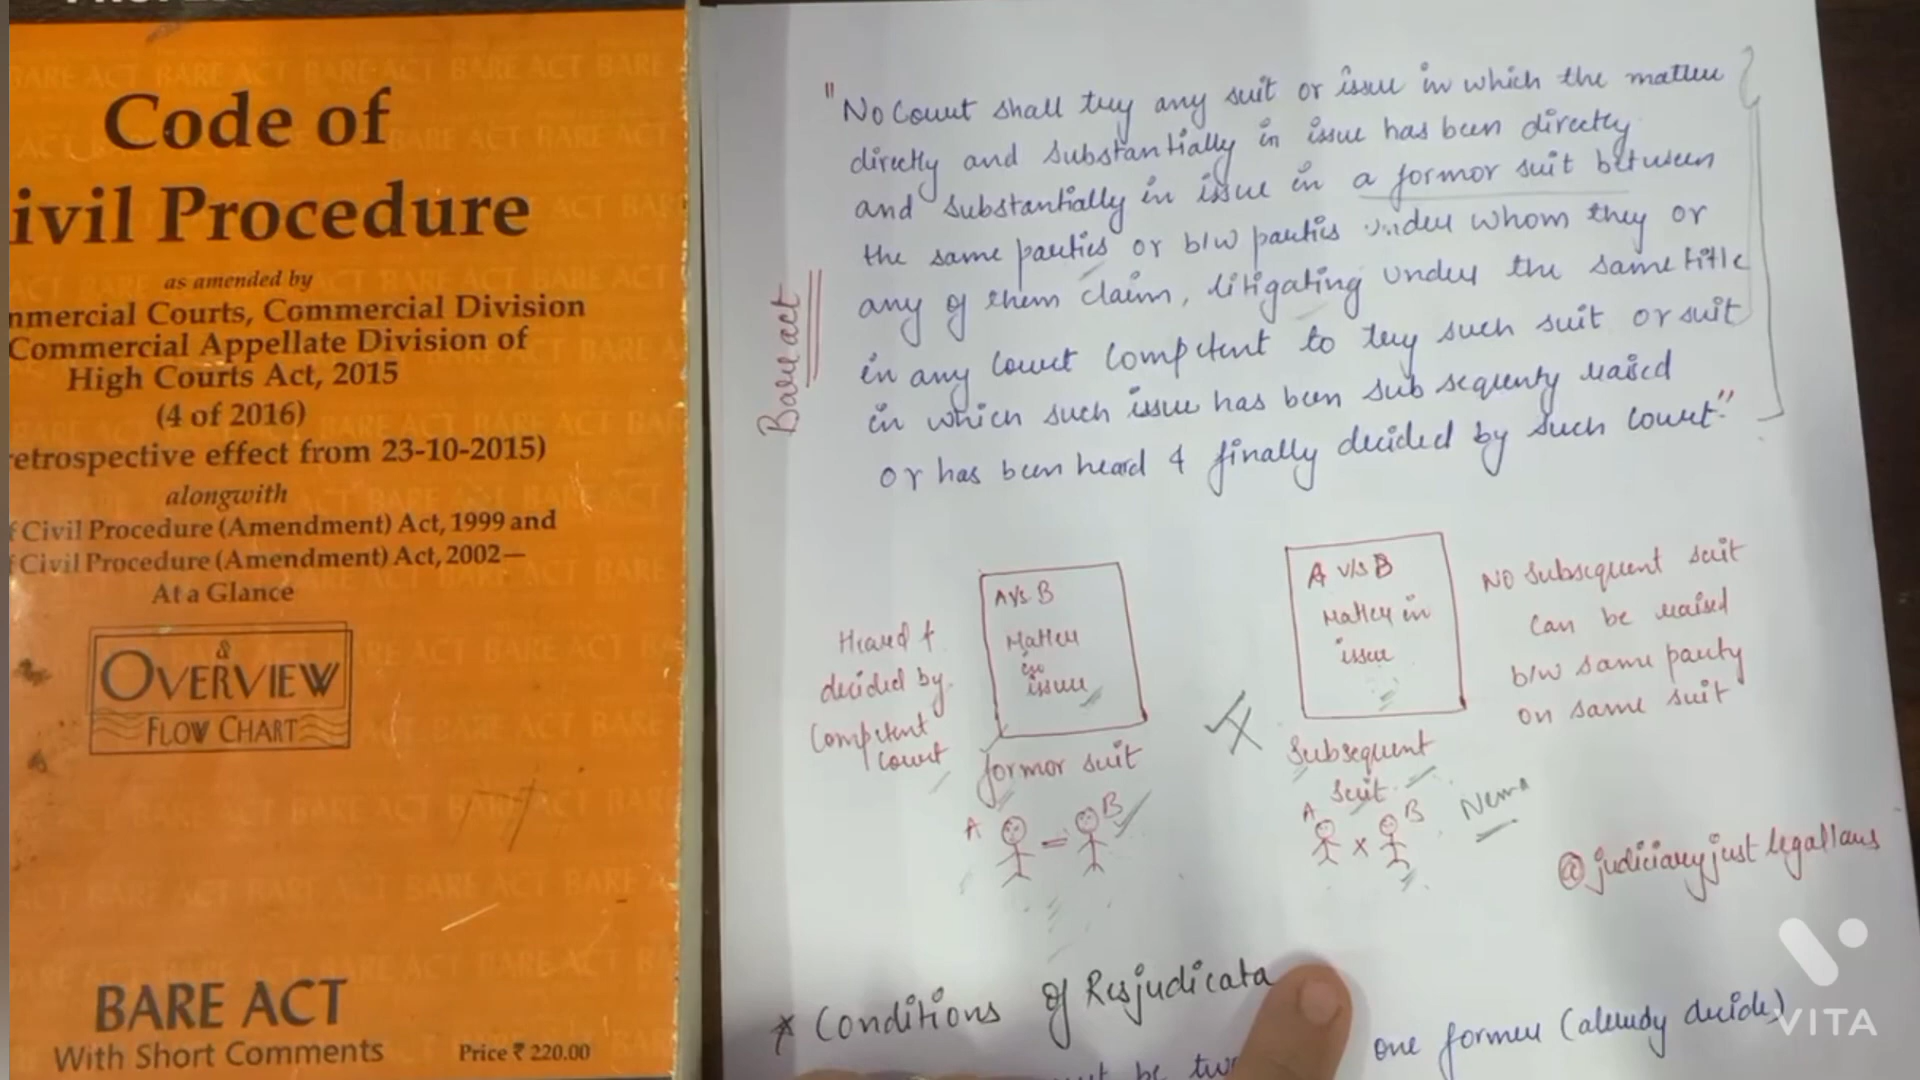 Code of
ivil Procedure
as amended by
mmercial Courts, Commercial Division
Commercial Appellate Division of
High Courts Act, 2015
(4 of 2016)
etrospective effect from 23-10-2015)
alongwith
f Civil Procedure (Amendment) Act, 1999 and
f Civil Procedure (Amendment) Act, 2002—
At a Glance
&
OVERVIEW
FLOW CHART
BARE ACT
With Short Comments
Price ₹ 220.00
Bare act
"No Court shall try any suit or issue in which the matter
directly and substantially in issue has been directly
and substantially in issue in a formor suit between
the same parties or b/w parties under whom they or
any of them claim, litigating under the same title
in any Court Competent to try such suit or suit
in which such issue has been subsequenty raised
or has been heard & finally decided by such Court."
Heard &
decided by
Competent
Court
A v/s B
Matter
in
issue
formor suit
A
B
A v/s B
Matter in
issue
Subsequent
Suit
A
B
No Subsequent suit
can be raised
b/w same party
on same suit
@judiciaryjustlegallaws
* Conditions of Resjudicata
be two
one former (already decide)
VITA